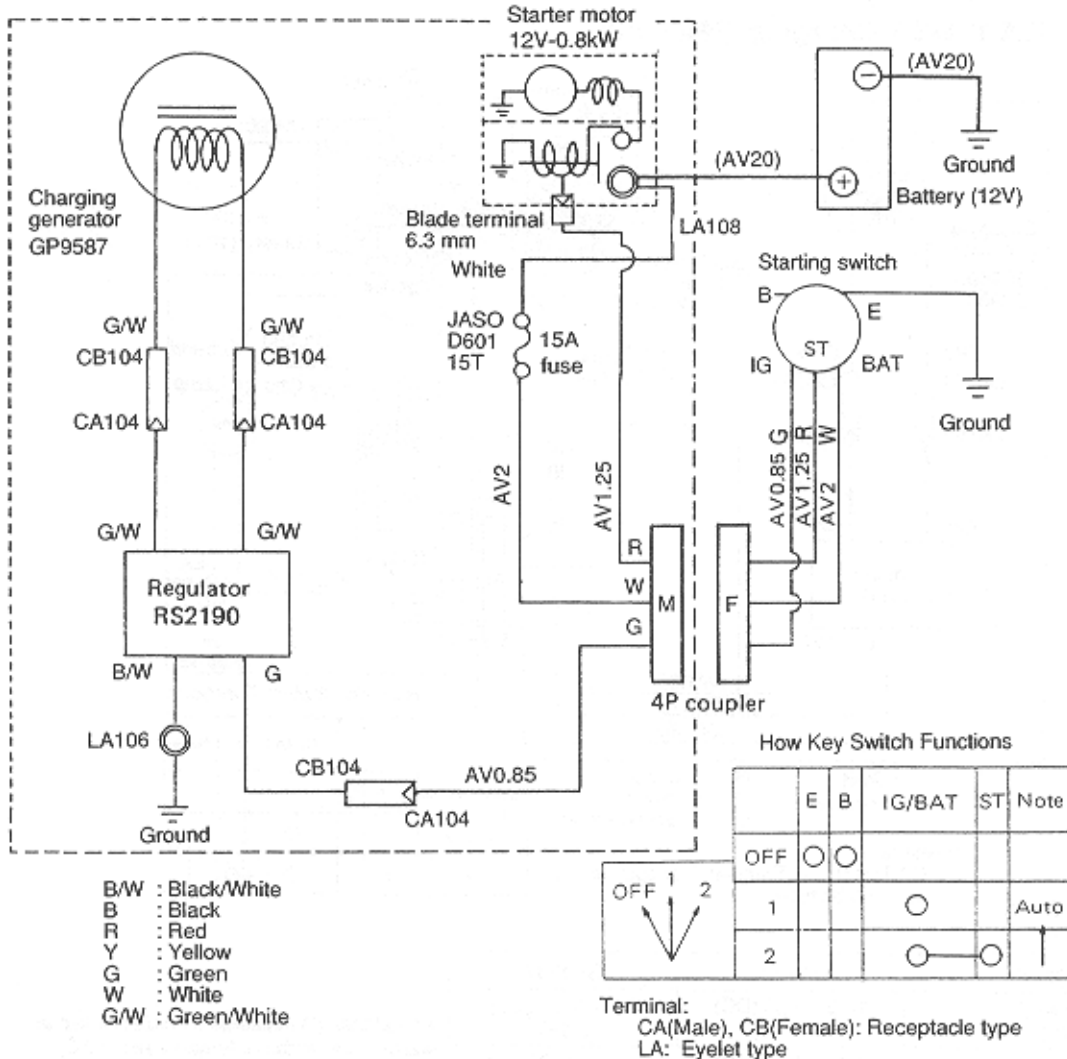 Starter motor
12V-0.8kW
(AV20)
Ground
Battery (12V)
(AV20)
LA108
Charging
generator
GP9587
Blade terminal
6.3 mm
White
Starting switch
B
E
ST
IG
BAT
Ground
JASO
D601
15T
15A
fuse
G/W
G/W
CB104
CB104
CA104
CA104
AV2
AV1.25
AV0.85 G
AV1.25 R
AV2 W
G/W
G/W
Regulator
RS2190
R
W
G
M
F
B/W
G
4P coupler
LA106
Ground
CB104
AV0.85
CA104
How Key Switch Functions
E B IG/BAT ST Note
OFF
1 Auto
2
OFF 1 2
B/W : Black/White
B : Black
R : Red
Y : Yellow
G : Green
W : White
G/W : Green/White
Terminal:
CA(Male), CB(Female): Receptacle type
LA: Eyelet type